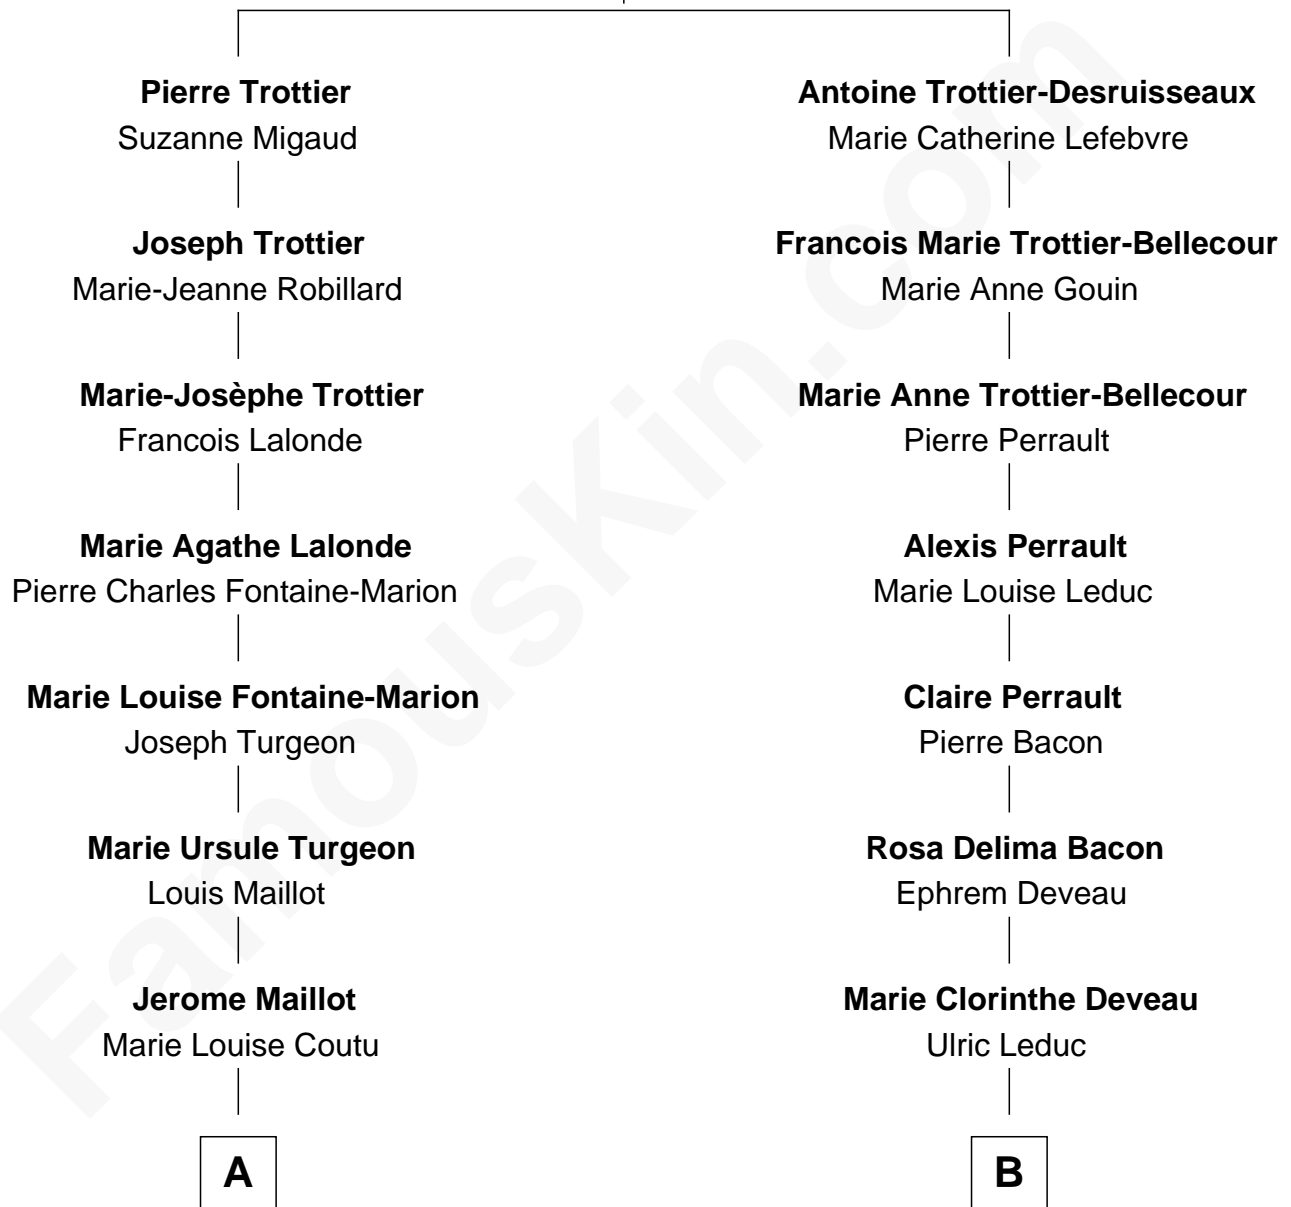 Pierre Trottier
Suzanne Migaud
Joseph Trottier
Marie-Jeanne Robillard
Marie-Josèphe Trottier
Francois Lalonde
Marie Agathe Lalonde
Pierre Charles Fontaine-Marion
Marie Louise Fontaine-Marion
Joseph Turgeon
Marie Ursule Turgeon
Louis Maillot
Jerome Maillot
Marie Louise Coutu
A
Antoine Trottier-Desruisseaux
Marie Catherine Lefebvre
Francois Marie Trottier-Bellecour
Marie Anne Gouin
Marie Anne Trottier-Bellecour
Pierre Perrault
Alexis Perrault
Marie Louise Leduc
Claire Perrault
Pierre Bacon
Rosa Delima Bacon
Ephrem Deveau
Marie Clorinthe Deveau
Ulric Leduc
B
FamousKin.com